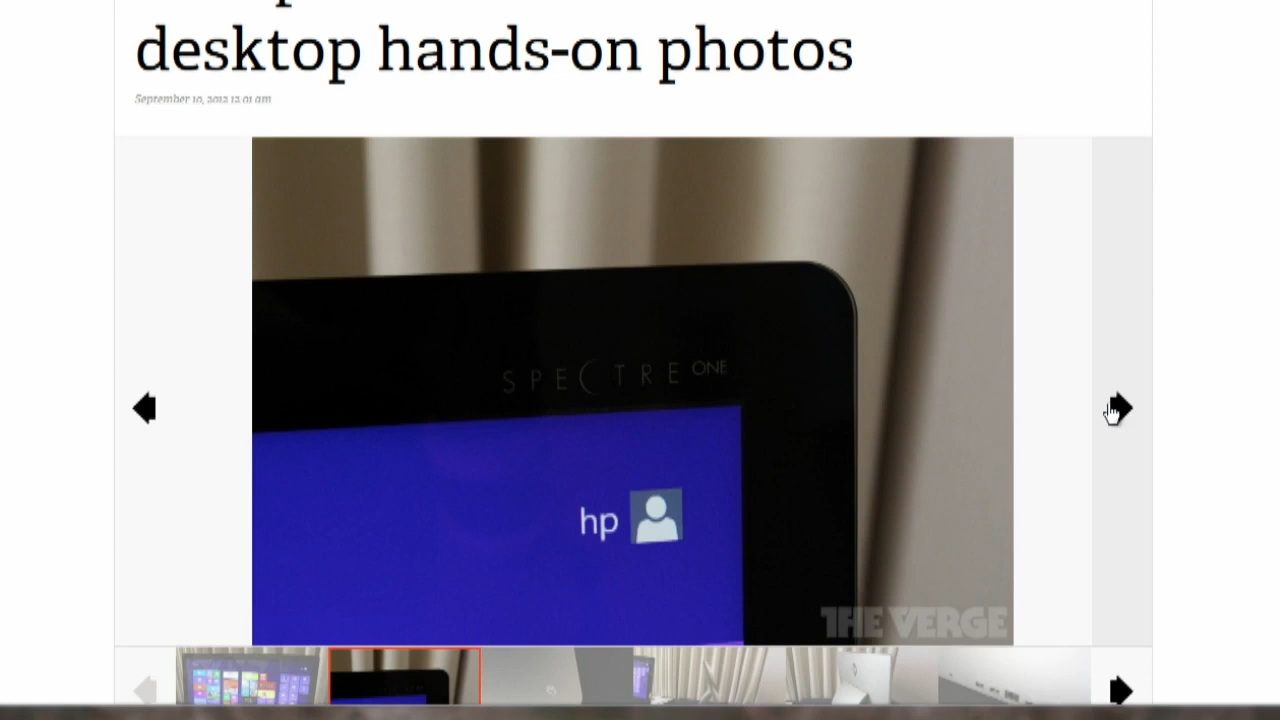 desktop hands-on photos
September 10, 2012 12:01 am
SPECTRE ONE
hp
THE VERGE